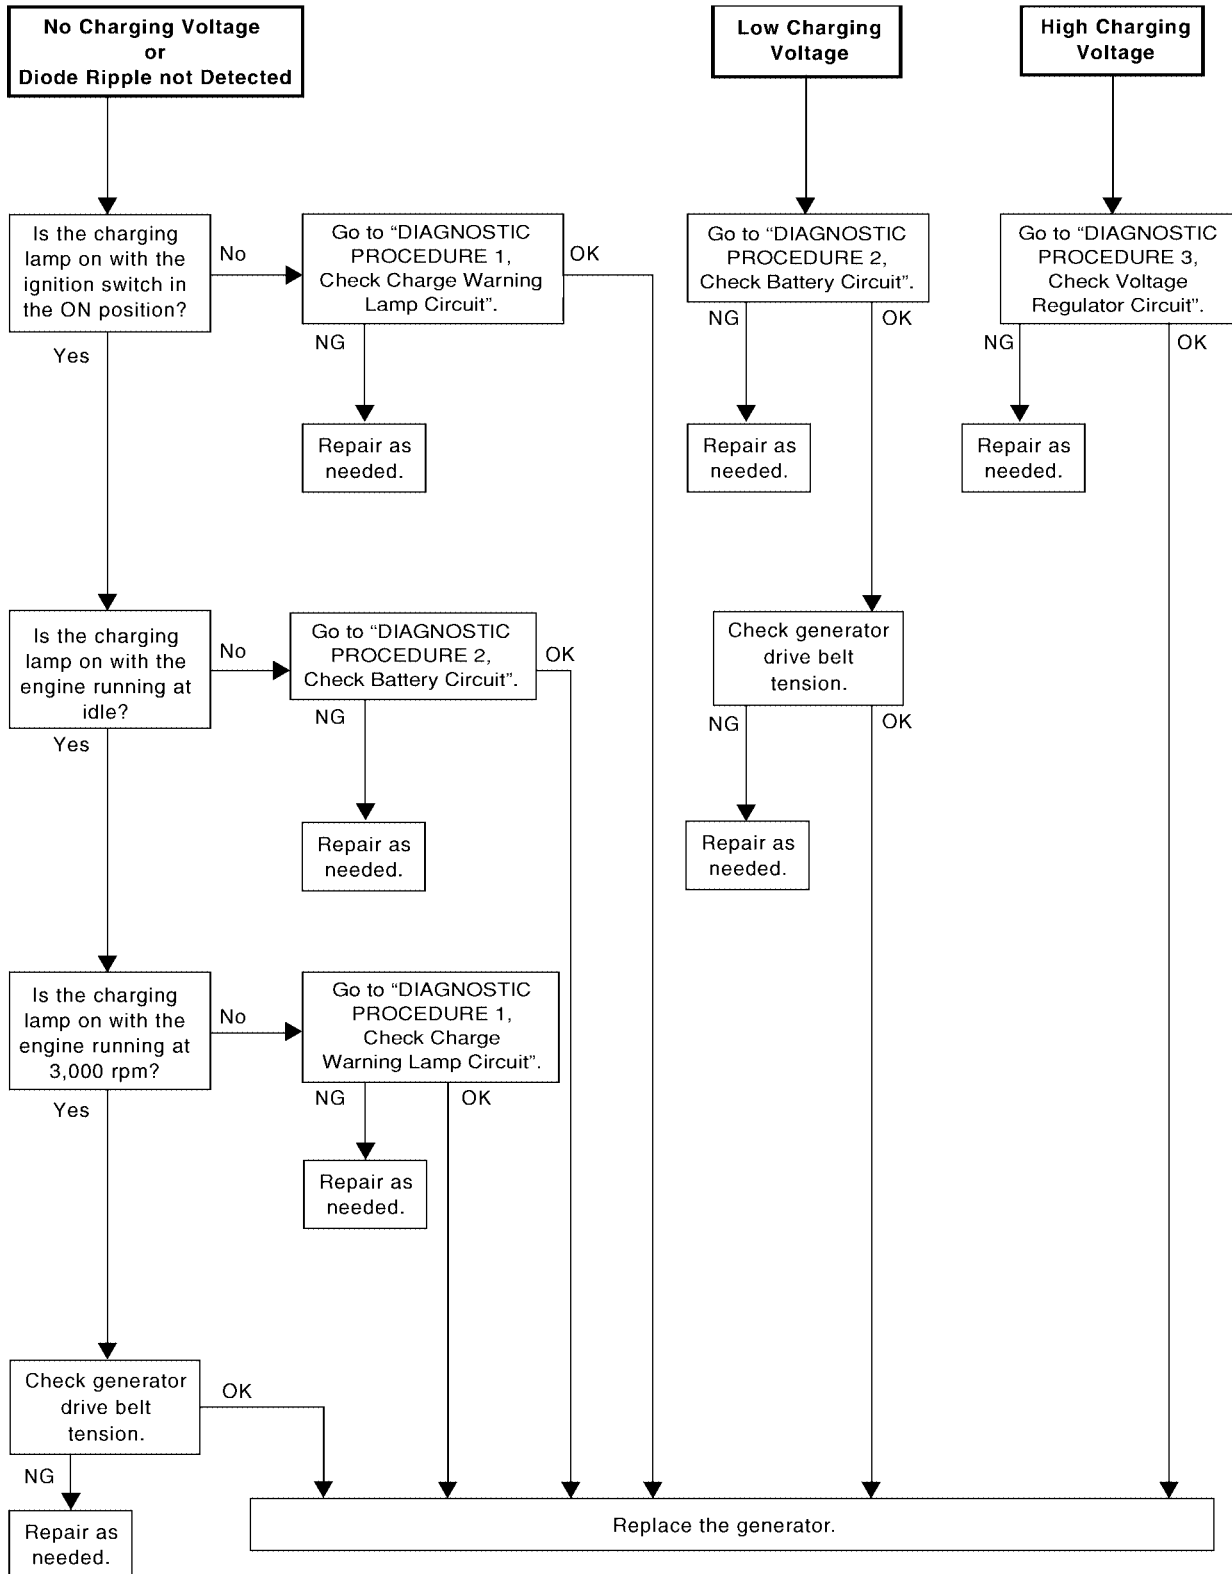 No Charging Voltage
or
Diode Ripple not Detected
Low Charging
Voltage
High Charging
Voltage
Is the charging
lamp on with the
ignition switch in
the ON position?
No
Go to “DIAGNOSTIC
PROCEDURE 1,
Check Charge Warning
Lamp Circuit”.
OK
Go to “DIAGNOSTIC
PROCEDURE 2,
Check Battery Circuit”.
Go to “DIAGNOSTIC
PROCEDURE 3,
Check Voltage
Regulator Circuit”.
Yes
NG
NG
OK
NG
OK
Repair as
needed.
Repair as
needed.
Repair as
needed.
Is the charging
lamp on with the
engine running at
idle?
No
Go to “DIAGNOSTIC
PROCEDURE 2,
Check Battery Circuit”.
OK
Check generator
drive belt
tension.
Yes
NG
NG
OK
Repair as
needed.
Repair as
needed.
Is the charging
lamp on with the
engine running at
3,000 rpm?
No
Go to “DIAGNOSTIC
PROCEDURE 1,
Check Charge
Warning Lamp Circuit”.
Yes
NG
OK
Repair as
needed.
Check generator
drive belt
tension.
OK
NG
Repair as
needed.
Replace the generator.